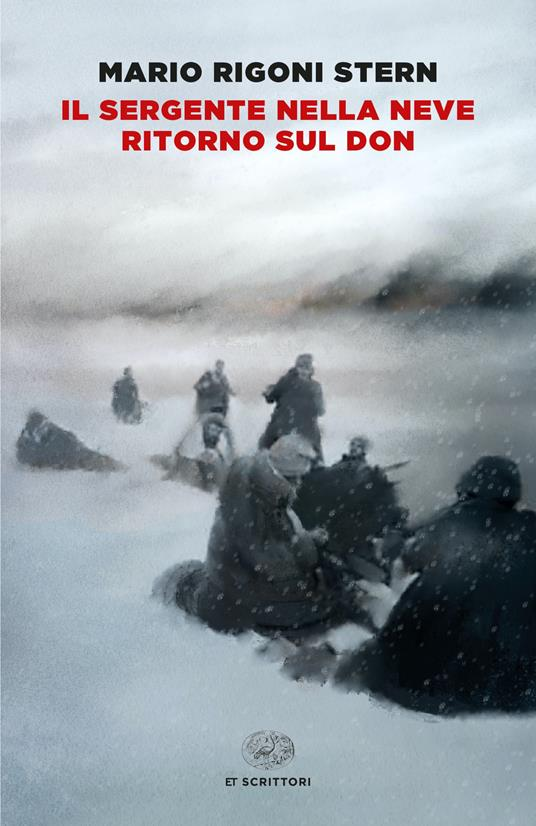 MARIO RIGONI STERN
IL SERGENTE NELLA NEVE
RITORNO SUL DON
ET SCRITTORI